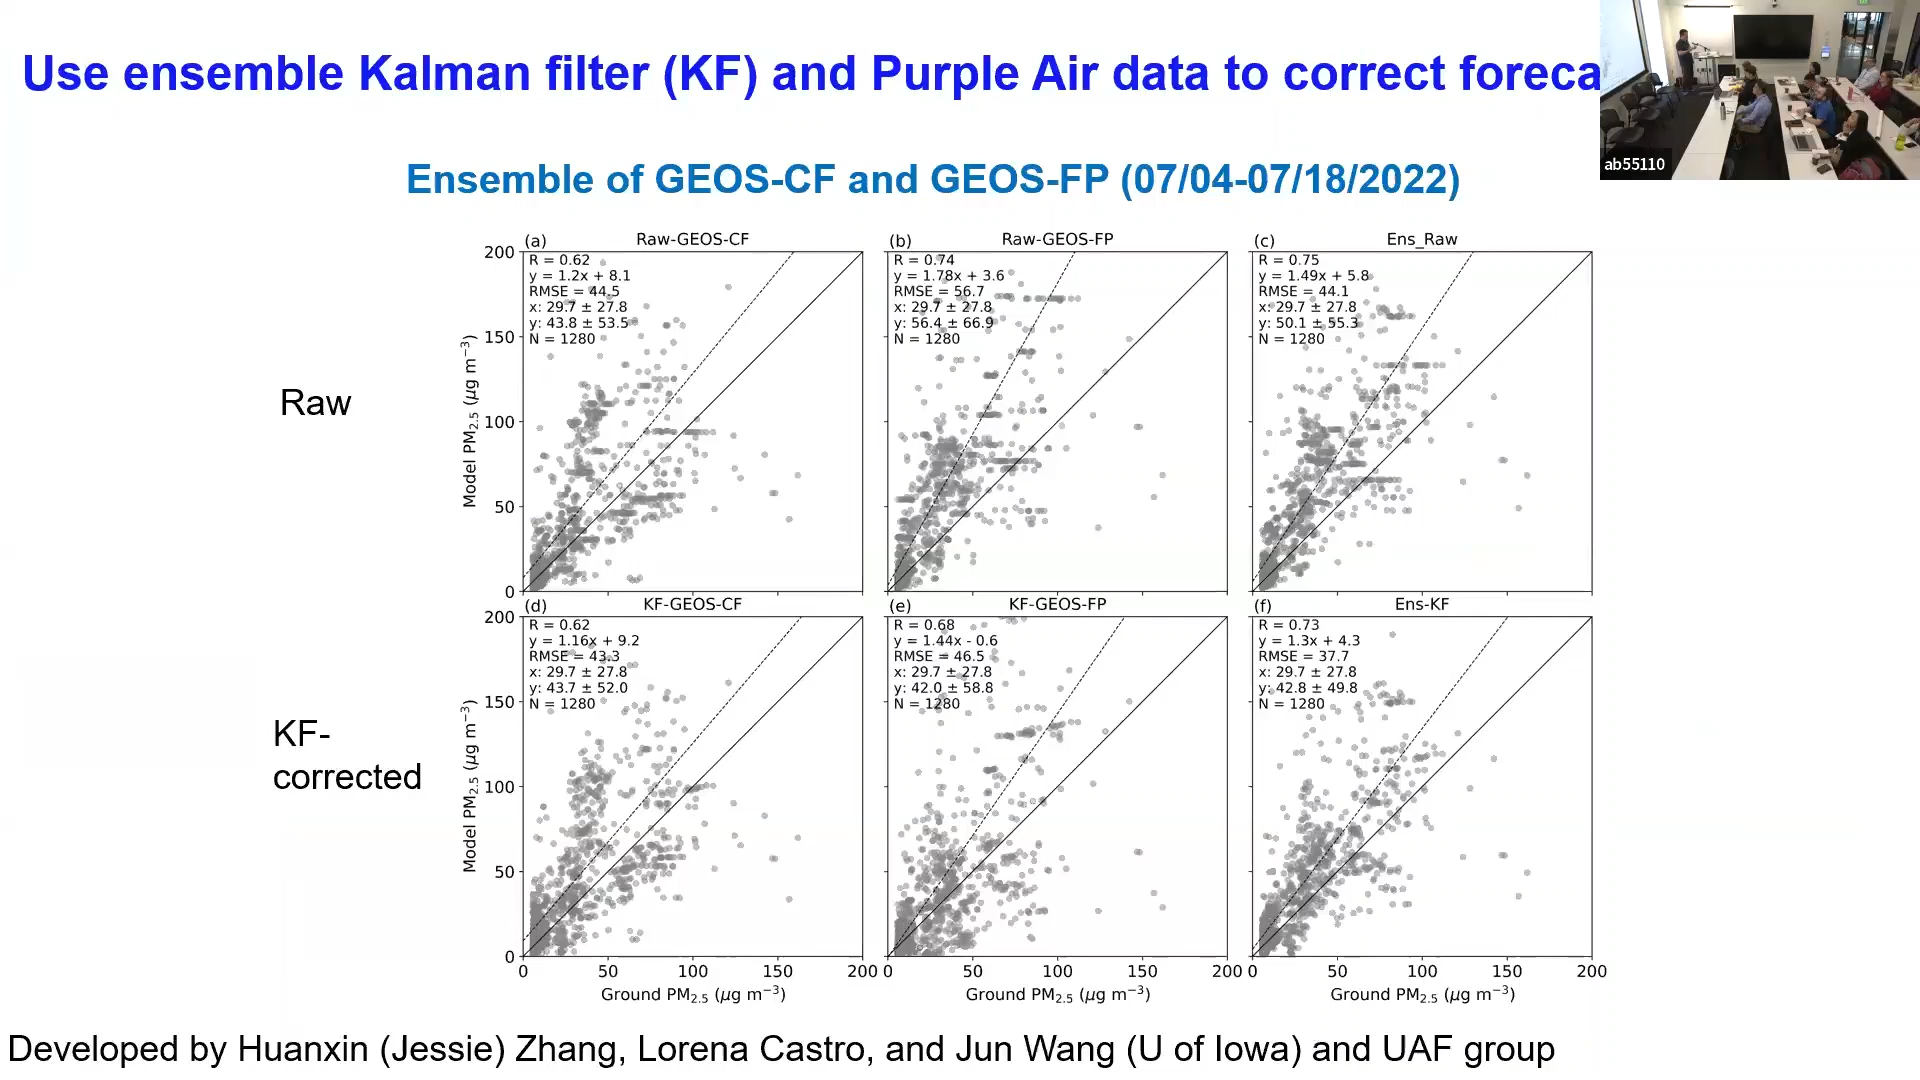 Use ensemble Kalman filter (KF) and Purple Air data to correct foreca
ab55110
Ensemble of GEOS-CF and GEOS-FP (07/04-07/18/2022)
(a) Raw-GEOS-CF
R = 0.62
y = 1.2x + 8.1
RMSE = 44.5
x: 29.7 ± 27.8
y: 43.8 ± 53.5
N = 1280
(b) Raw-GEOS-FP
R = 0.74
y = 1.78x + 3.6
RMSE = 56.7
x: 29.7 ± 27.8
y: 56.4 ± 66.9
N = 1280
(c) Ens_Raw
R = 0.75
y = 1.49x + 5.8
RMSE = 44.1
x: 29.7 ± 27.8
y: 50.1 ± 55.3
N = 1280
200
150
100
50
0
Model PM2.5 (μg m−3)
Raw
(d) KF-GEOS-CF
R = 0.62
y = 1.16x + 9.2
RMSE = 43.3
x: 29.7 ± 27.8
y: 43.7 ± 52.0
N = 1280
(e) KF-GEOS-FP
R = 0.68
y = 1.44x - 0.6
RMSE = 46.5
x: 29.7 ± 27.8
y: 42.0 ± 58.8
N = 1280
(f) Ens-KF
R = 0.73
y = 1.3x + 4.3
RMSE = 37.7
x: 29.7 ± 27.8
y: 42.8 ± 49.8
N = 1280
200
150
100
50
0
Model PM2.5 (μg m−3)
KF-
corrected
0 50 100 150 200 0 50 100 150 200 0 50 100 150 200
Ground PM2.5 (μg m−3) Ground PM2.5 (μg m−3) Ground PM2.5 (μg m−3)
Developed by Huanxin (Jessie) Zhang, Lorena Castro, and Jun Wang (U of Iowa) and UAF group